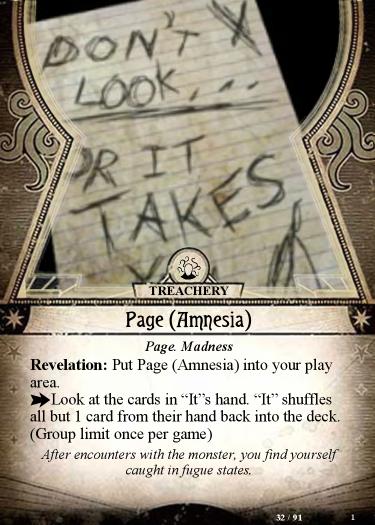 DON'T
LOOK...
OR IT
TAKES
TREACHERY
Page (Amnesia)
Page. Madness
Revelation: Put Page (Amnesia) into your play
area.
Look at the cards in “It”s hand. “It” shuffles
all but 1 card from their hand back into the deck.
(Group limit once per game)
After encounters with the monster, you find yourself
caught in fugue states.
32 / 91
1